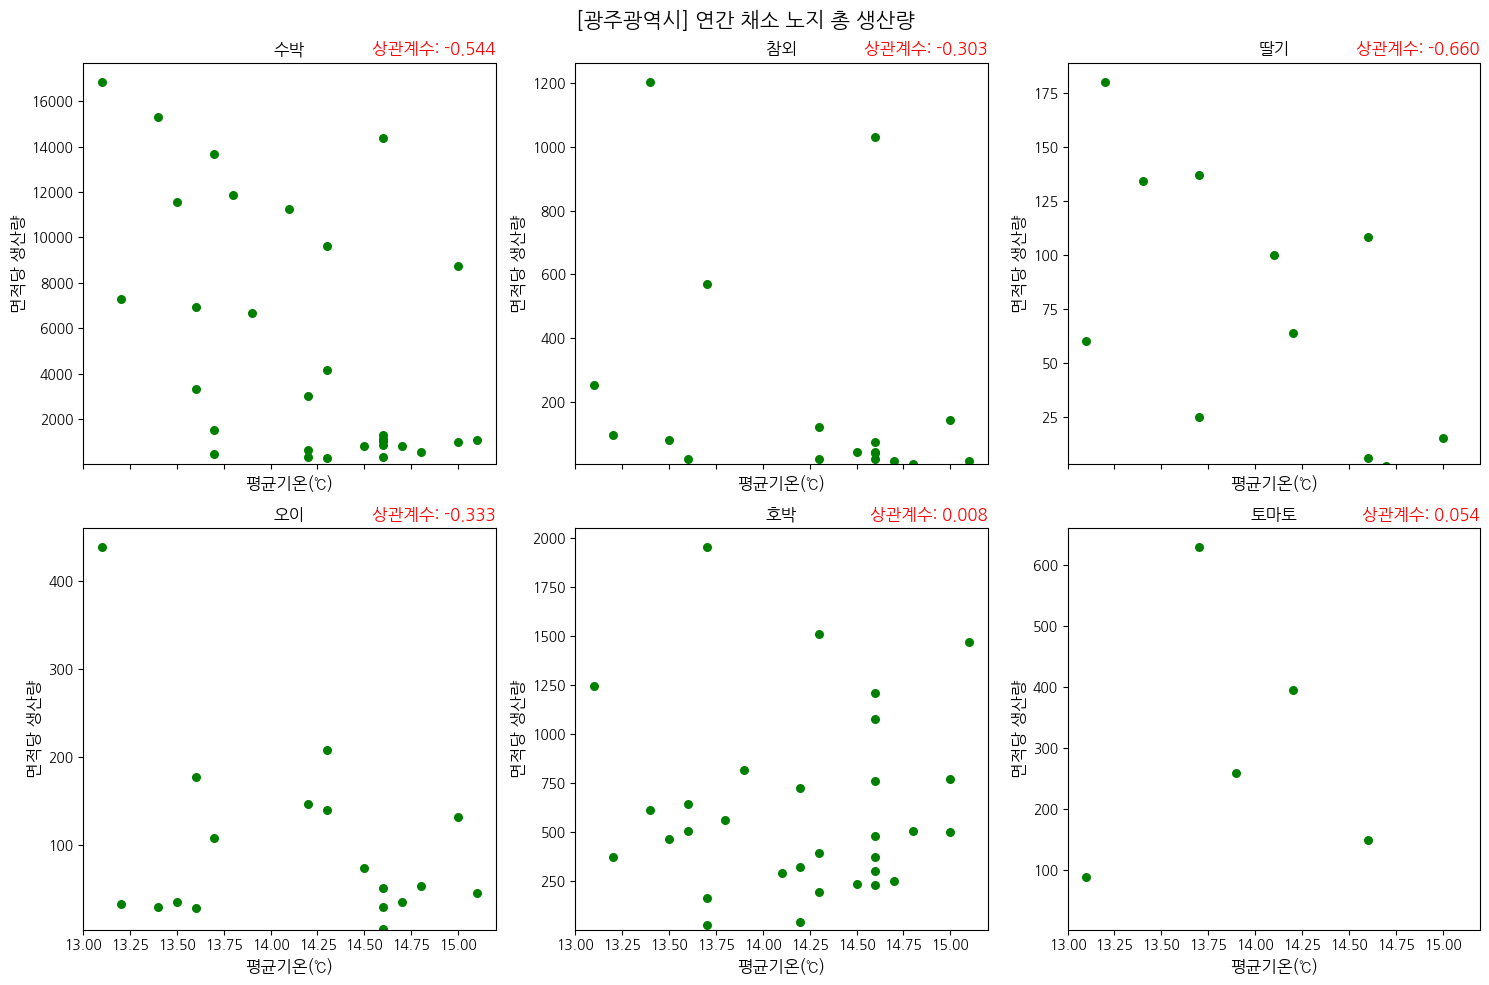 [광주광역시] 연간 채소 노지 총 생산량
수박 상관계수: -0.544
면적당 생산량
16000
14000
12000
10000
8000
6000
4000
2000
평균기온(℃)
참외 상관계수: -0.303
면적당 생산량
1200
1000
800
600
400
200
평균기온(℃)
딸기 상관계수: -0.660
면적당 생산량
175
150
125
100
75
50
25
평균기온(℃)
오이 상관계수: -0.333
면적당 생산량
400
300
200
100
13.00 13.25 13.50 13.75 14.00 14.25 14.50 14.75 15.00
평균기온(℃)
호박 상관계수: 0.008
면적당 생산량
2000
1750
1500
1250
1000
750
500
250
13.00 13.25 13.50 13.75 14.00 14.25 14.50 14.75 15.00
평균기온(℃)
토마토 상관계수: 0.054
면적당 생산량
600
500
400
300
200
100
13.00 13.25 13.50 13.75 14.00 14.25 14.50 14.75 15.00
평균기온(℃)